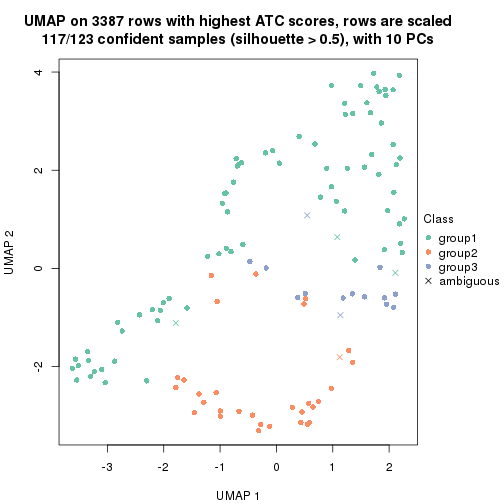 UMAP on 3387 rows with highest ATC scores, rows are scaled
117/123 confident samples (silhouette > 0.5), with 10 PCs
4
2
0
-2
UMAP 2
-3
-2
-1
0
1
2
UMAP 1
Class
group1
group2
group3
ambiguous